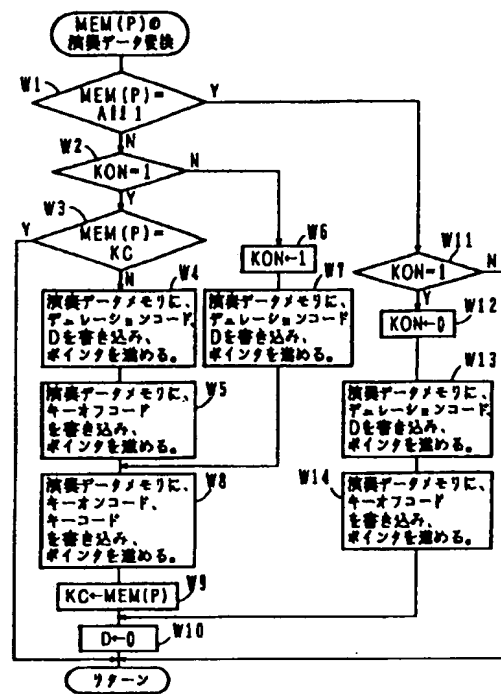 MEM(P)の
演奏データ変換
W1
MEM(P)=
All 1
Y
N
W2
KON=1
N
Y
W3
Y
MEM(P)=
KC
N
W4
演奏データメモリに、
デュレーションコード、
Dを書き込み、
ポインタを進める。
W5
演奏データメモリに、
キーオフコード
を書き込み、
ポインタを進める。
W6
KON←1
W7
演奏データメモリに、
デュレーションコード
Dを書き込み、
ポインタを進める。
W8
演奏データメモリに、
キーオンコード、
キーコード
を書き込み、
ポインタを進める。
W9
KC←MEM(P)
W10
D←0
W11
KON=1
N
Y
W12
KON←0
W13
演奏データメモリに、
デュレーションコード、
Dを書き込み、
ポインタを進める。
W14
演奏データメモリに、
キーオフコード
を書き込み、
ポインタを進める。
リターン